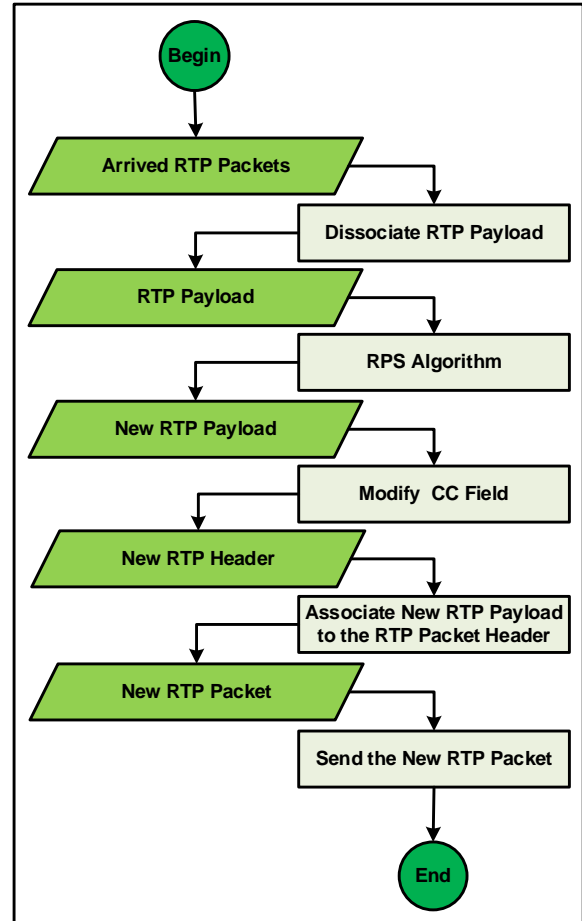 Begin
Arrived RTP Packets
Dissociate RTP Payload
RTP Payload
RPS Algorithm
New RTP Payload
Modify CC Field
New RTP Header
Associate New RTP Payload
to the RTP Packet Header
New RTP Packet
Send the New RTP Packet
End